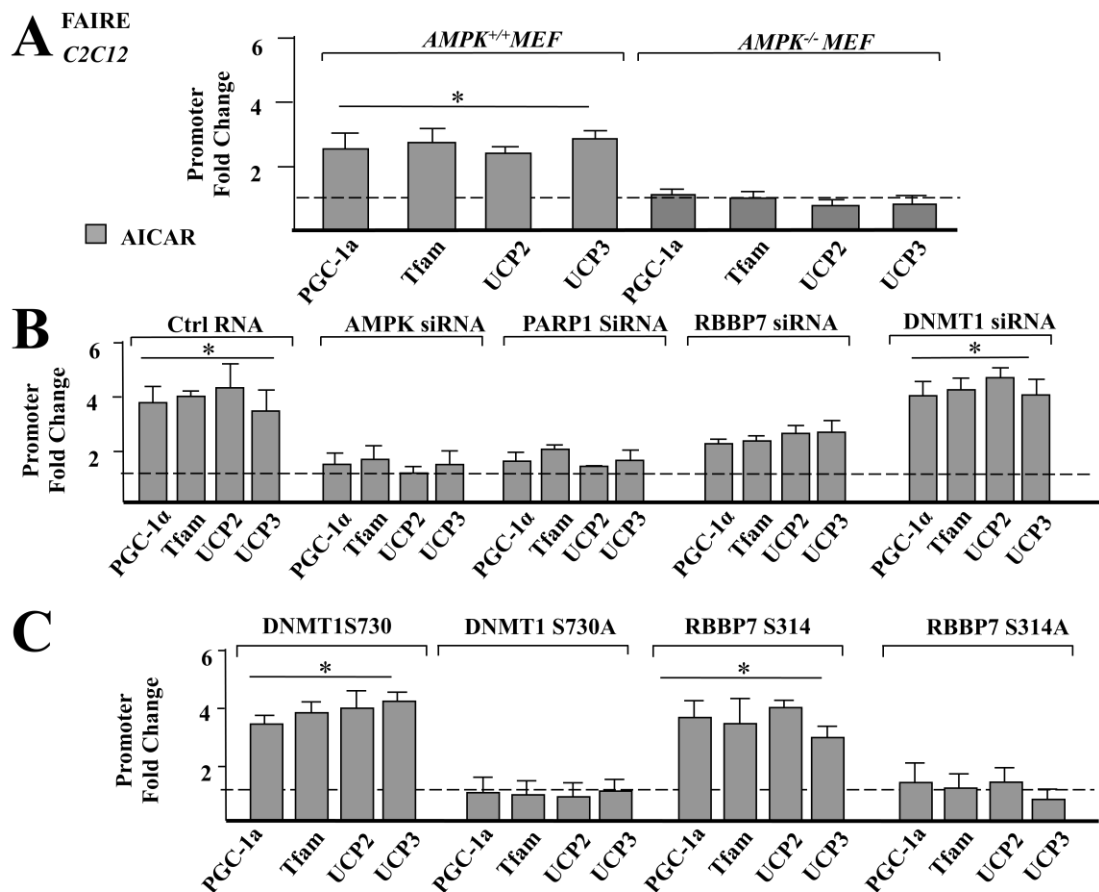 A FAIRE
C2C12
AMPK+/+MEF AMPK-/- MEF
Promoter
Fold Change
6
4
2
*
PGC-1a Tfam UCP2 UCP3 PGC-1a Tfam UCP2 UCP3
AICAR
B
Ctrl RNA AMPK siRNA PARP1 SiRNA RBBP7 siRNA DNMT1 siRNA
Promoter
Fold Change
6
4
2
* *
PGC-1α Tfam UCP2 UCP3 PGC-1α Tfam UCP2 UCP3 PGC-1α Tfam UCP2 UCP3 PGC-1α Tfam UCP2 UCP3 PGC-1α Tfam UCP2 UCP3
C
DNMT1S730 DNMT1 S730A RBBP7 S314 RBBP7 S314A
Promoter
Fold Change
6
4
2
* *
PGC-1a Tfam UCP2 UCP3 PGC-1a Tfam UCP2 UCP3 PGC-1a Tfam UCP2 UCP3 PGC-1a Tfam UCP2 UCP3